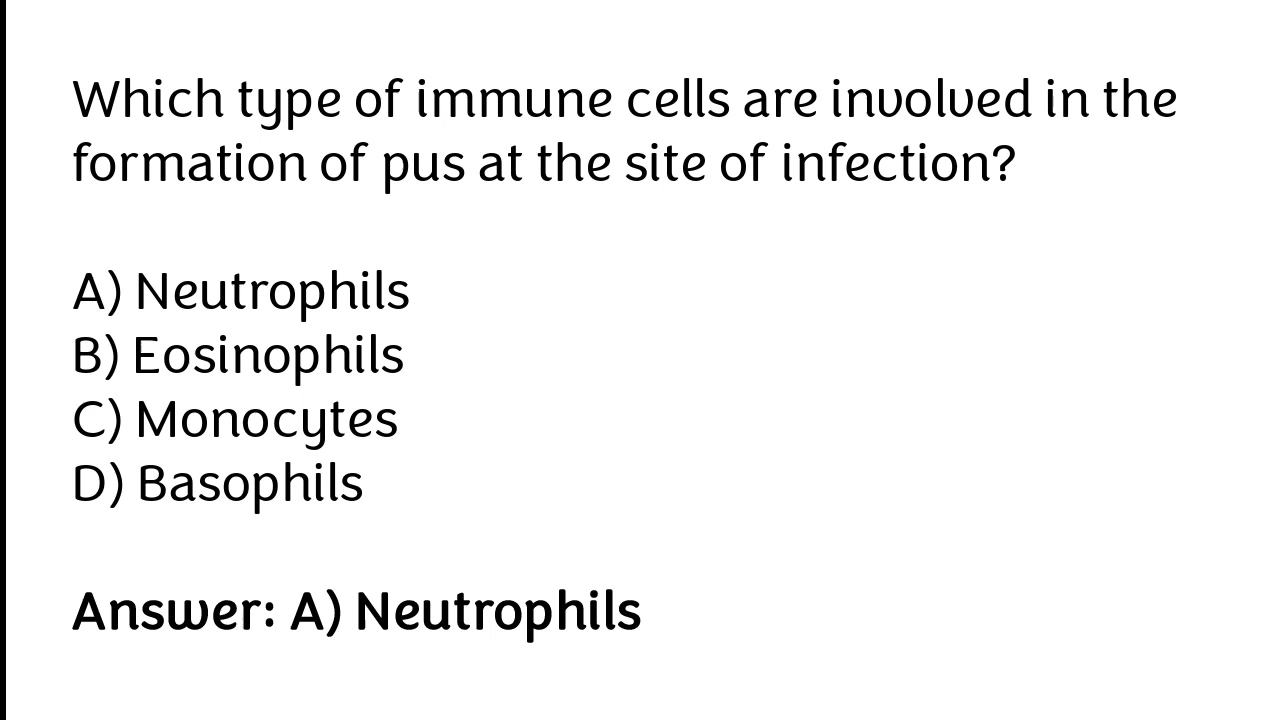 Which type of immune cells are involved in the
formation of pus at the site of infection?
A) Neutrophils
B) Eosinophils
C) Monocytes
D) Basophils
Answer: A) Neutrophils